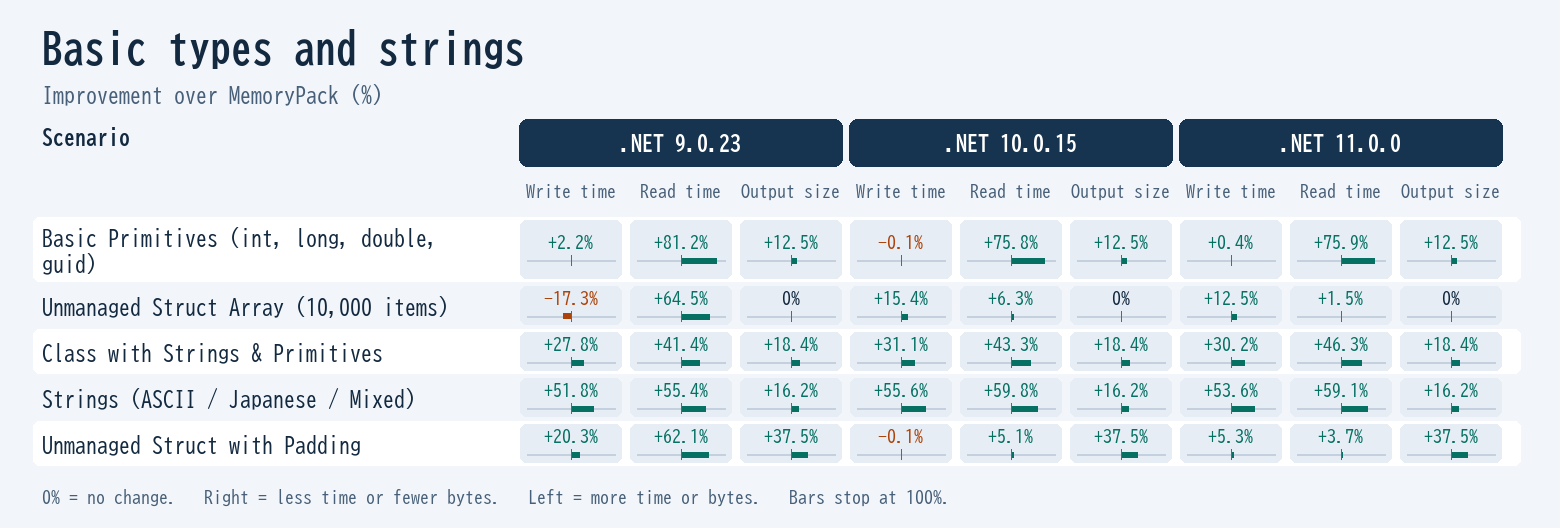 Basic types and strings
Improvement over MemoryPack (%)
Scenario .NET 9.0.23 .NET 10.0.15 .NET 11.0.0
Write time Read time Output size Write time Read time Output size Write time Read time Output size
Basic Primitives (int, long, double,
guid) +2.2% +81.2% +12.5% −0.1% +75.8% +12.5% +0.4% +75.9% +12.5%
Unmanaged Struct Array (10,000 items) −17.3% +64.5% 0% +15.4% +6.3% 0% +12.5% +1.5% 0%
Class with Strings & Primitives +27.8% +41.4% +18.4% +31.1% +43.3% +18.4% +30.2% +46.3% +18.4%
Strings (ASCII / Japanese / Mixed) +51.8% +55.4% +16.2% +55.6% +59.8% +16.2% +53.6% +59.1% +16.2%
Unmanaged Struct with Padding +20.3% +62.1% +37.5% −0.1% +5.1% +37.5% +5.3% +3.7% +37.5%
0% = no change. Right = less time or fewer bytes. Left = more time or bytes. Bars stop at 100%.